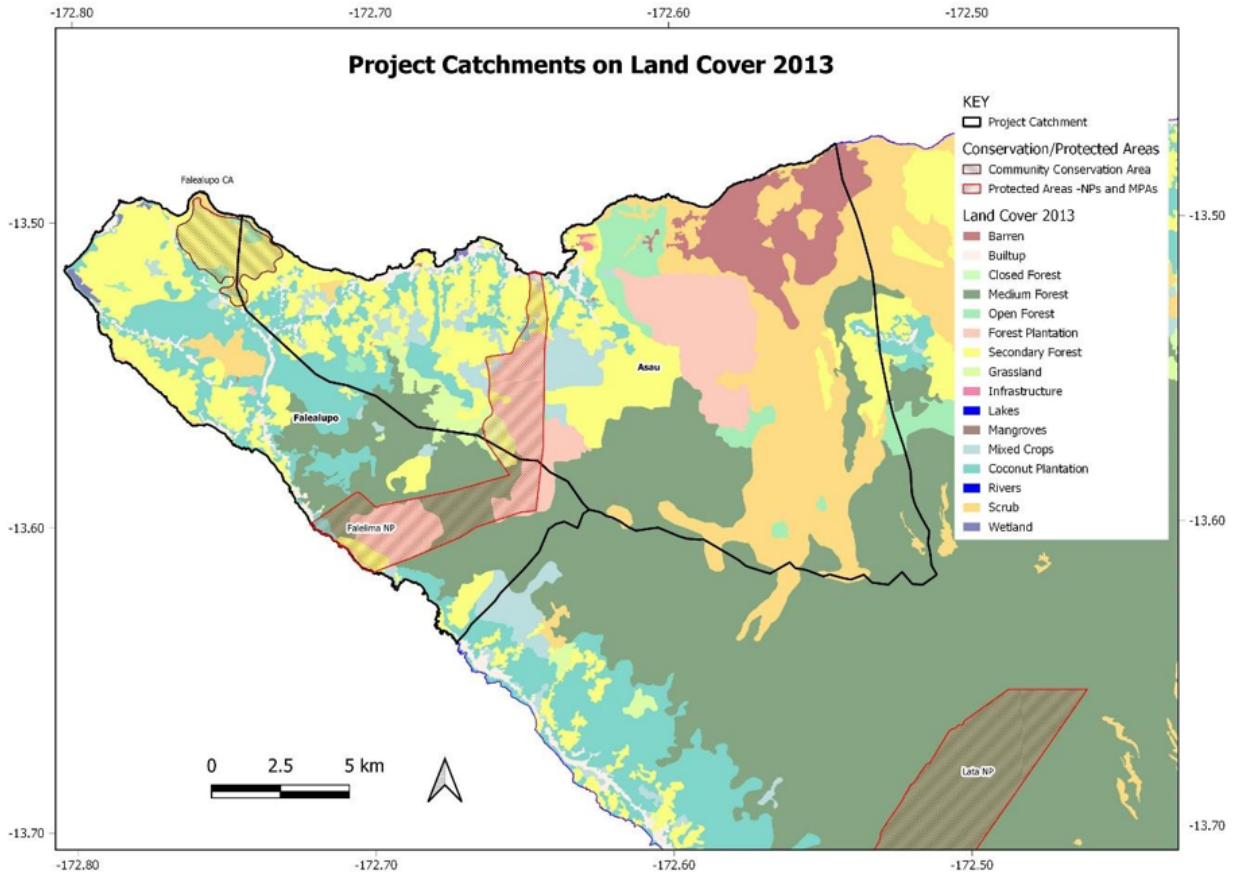 -172.80
-172.70
-172.60
-172.50
Project Catchments on Land Cover 2013
KEY
Project Catchment
Conservation/Protected Areas
Community Conservation Area
Protected Areas -NPs and MPAs
Land Cover 2013
Barren
Builtup
Closed Forest
Medium Forest
Open Forest
Forest Plantation
Secondary Forest
Grassland
Infrastructure
Lakes
Mangroves
Mixed Crops
Coconut Plantation
Rivers
Scrub
Wetland
Falealupo CA
-13.50
-13.50
Asau
Falealupo
Falelima NP
-13.60
-13.60
0 2.5 5 km
Lata NP
-13.70
-13.70
-172.80
-172.70
-172.60
-172.50